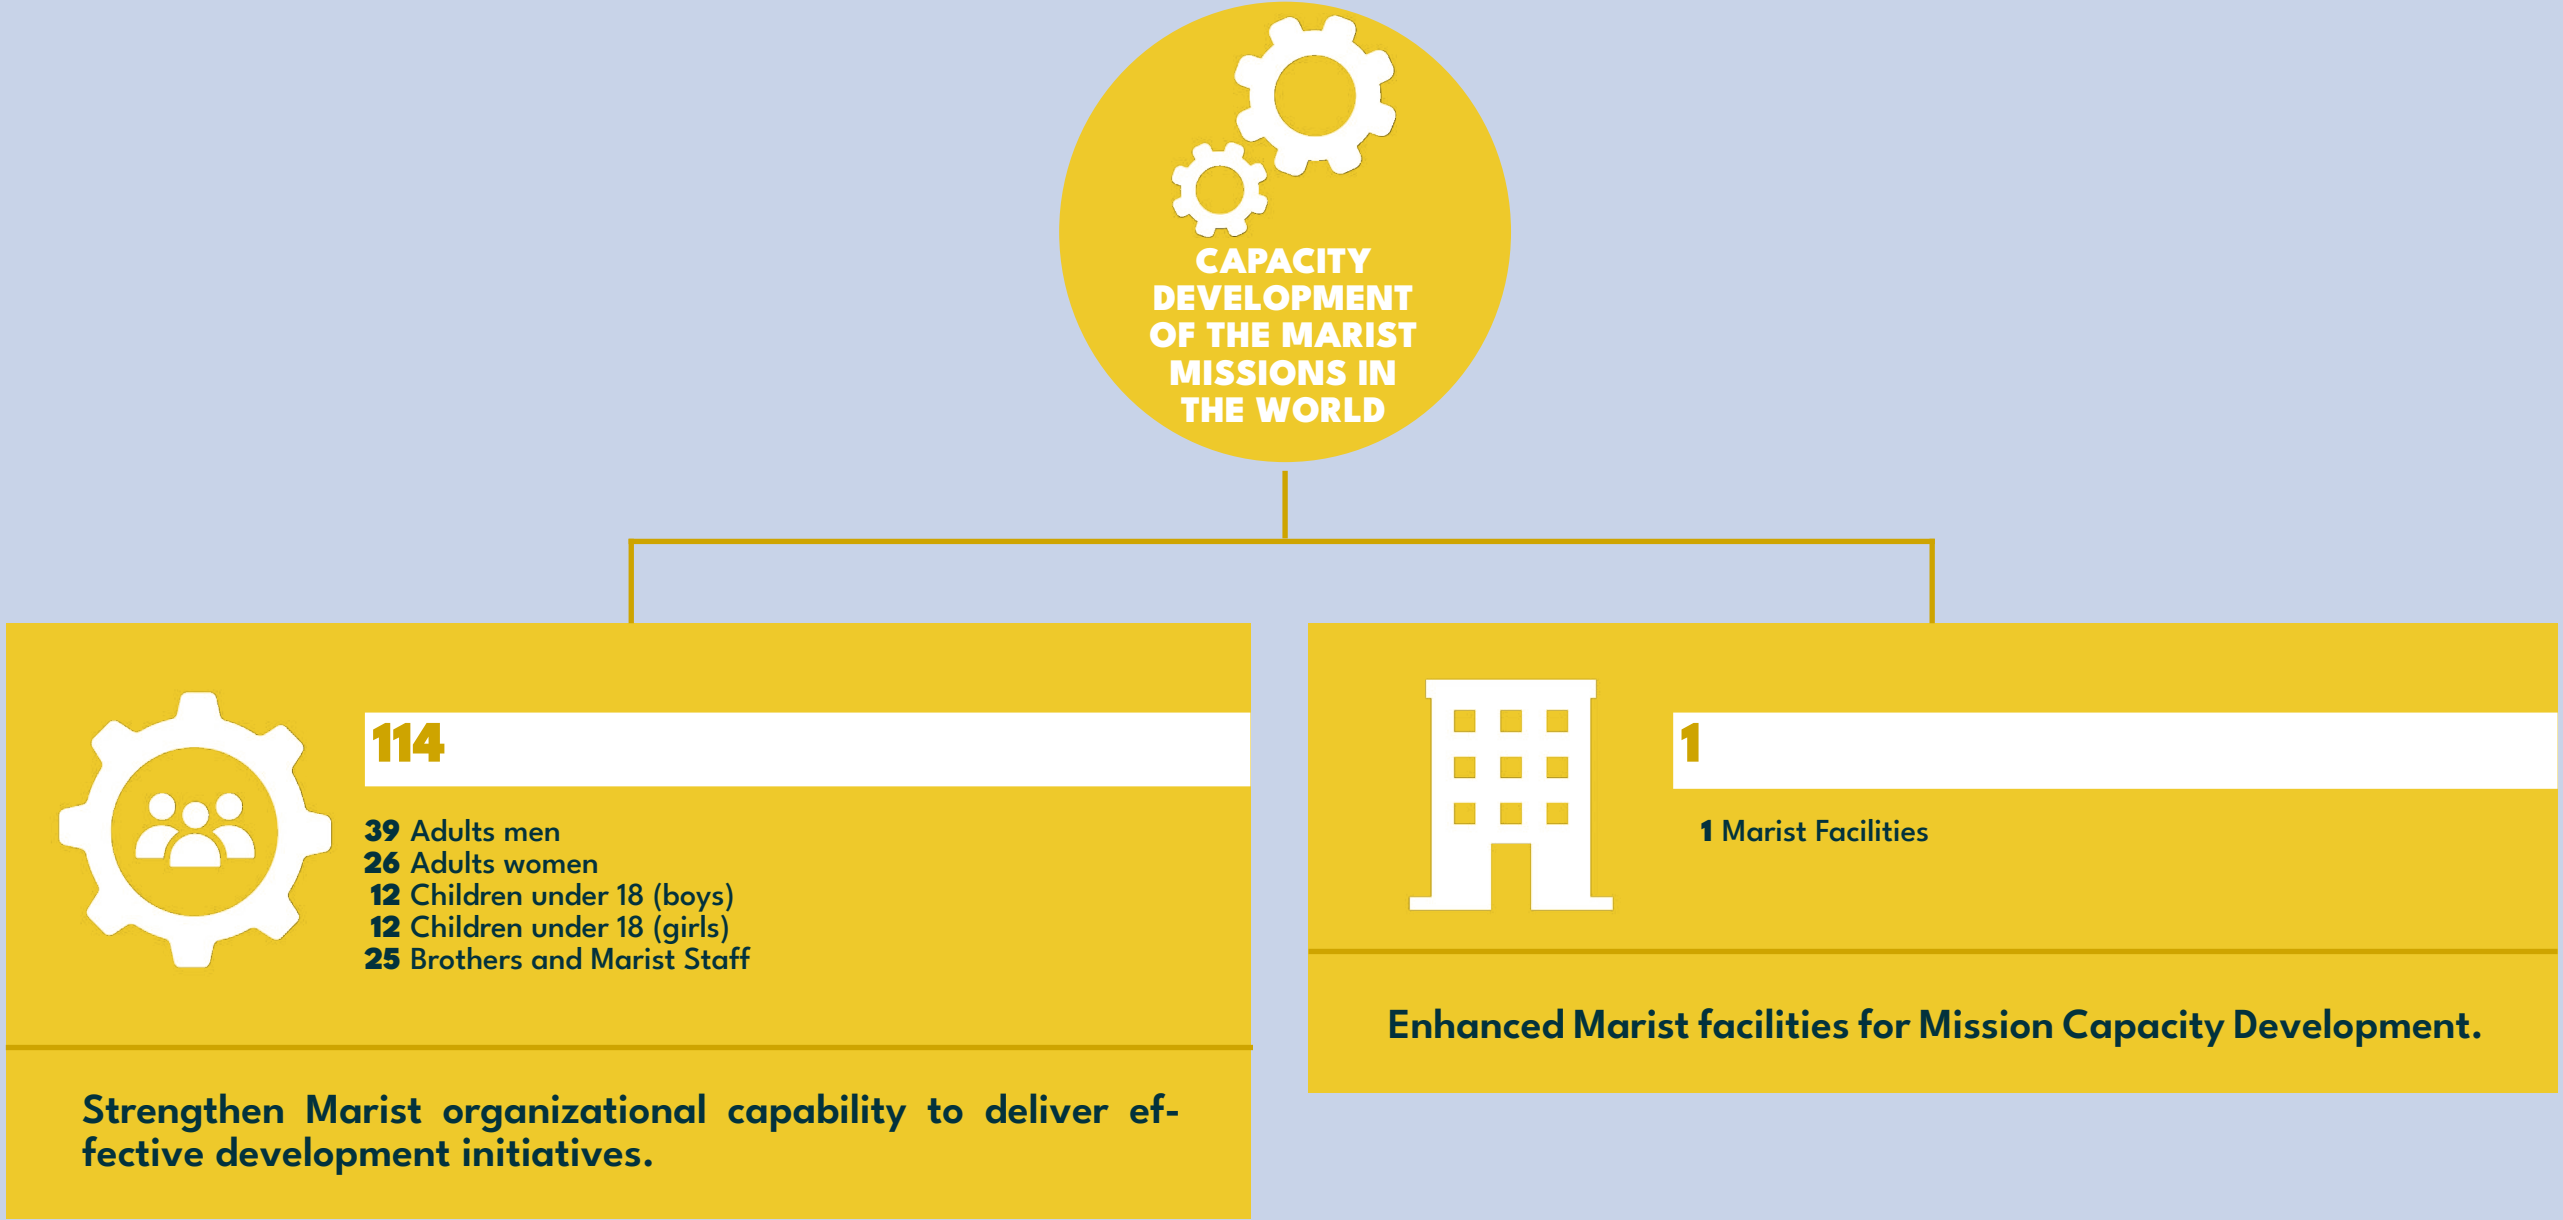 CAPACITY
DEVELOPMENT
OF THE MARIST
MISSIONS IN
THE WORLD
114
39 Adults men
26 Adults women
12 Children under 18 (boys)
12 Children under 18 (girls)
25 Brothers and Marist Staff
Strengthen Marist organizational capability to deliver ef-
fective development initiatives.
1
1 Marist Facilities
Enhanced Marist facilities for Mission Capacity Development.